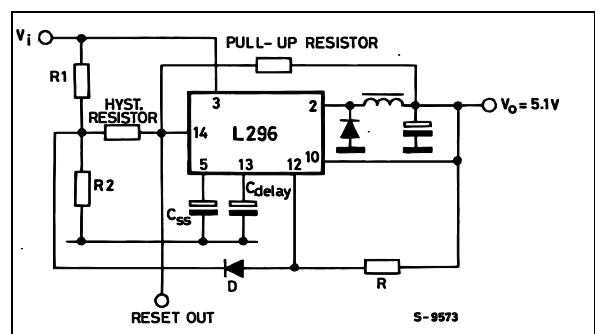 Vi
PULL-UP RESISTOR
R1
3
HYST.
RESISTOR
2
Vo = 5.1V
14
L296
10
5
13
12
R2
Css
Cdelay
D
R
RESET OUT
S-9573